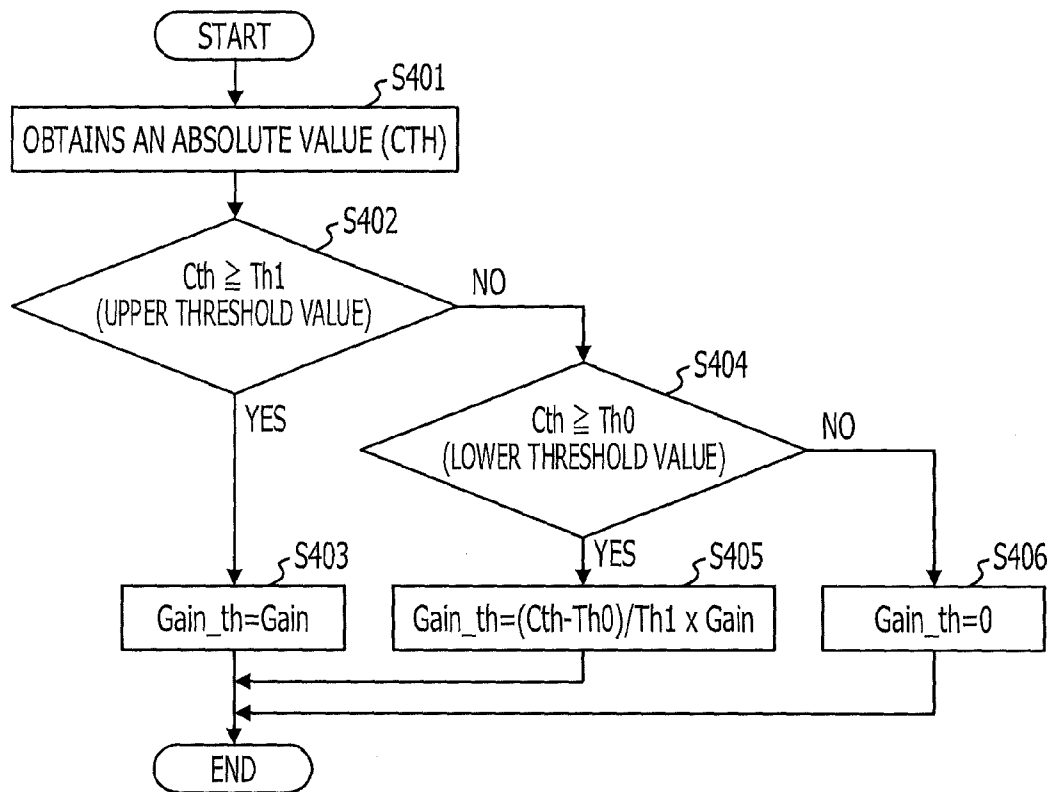 START
S401
OBTAINS AN ABSOLUTE VALUE (CTH)
S402
Cth ≧ Th1
(UPPER THRESHOLD VALUE)
NO
YES
S404
Cth ≧ Th0
(LOWER THRESHOLD VALUE)
NO
YES
S403
Gain_th=Gain
S405
Gain_th=(Cth-Th0)/Th1 x Gain
S406
Gain_th=0
END